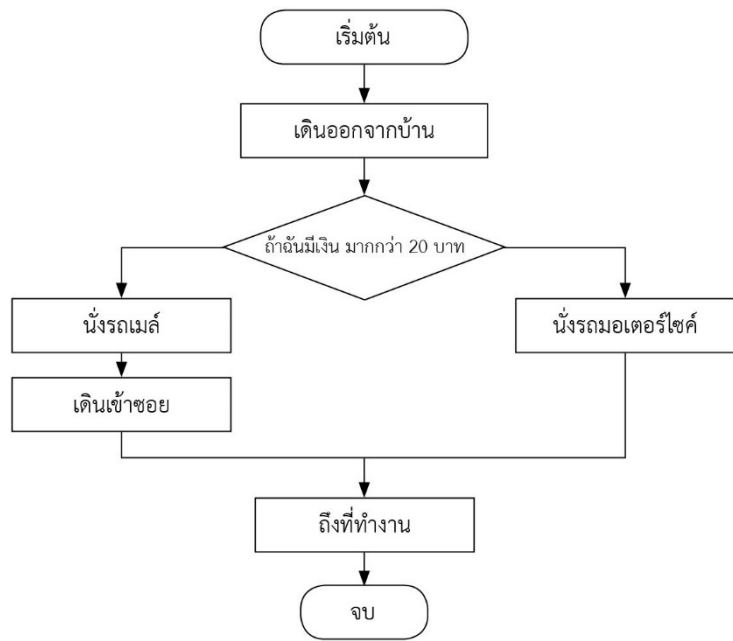 เริ่มต้น
เดินออกจากบ้าน
ถ้าฉันมีเงิน มากกว่า 20 บาท
นั่งรถเมล์
นั่งรถมอเตอร์ไซค์
เดินเข้าซอย
ถึงที่ทำงาน
จบ